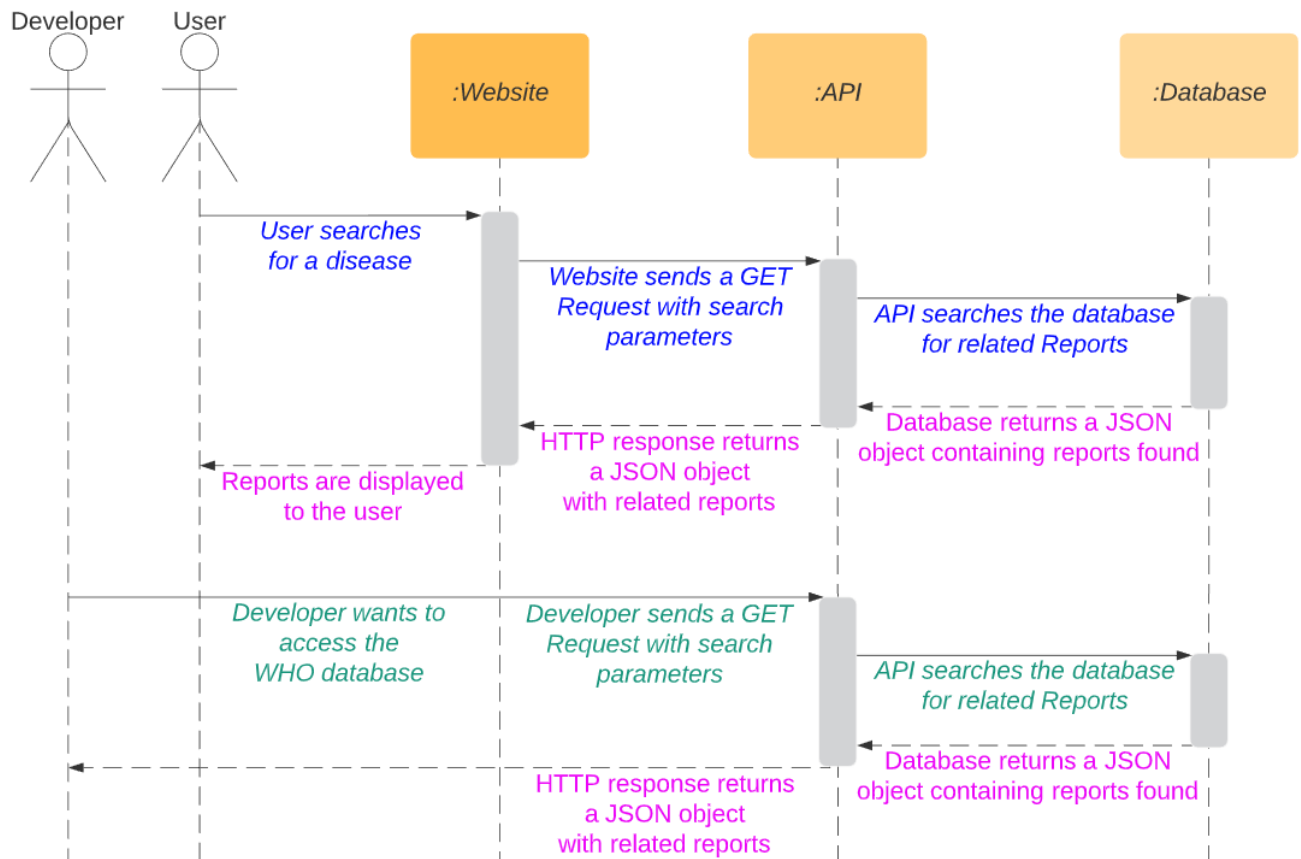 Developer
User
:Website
:API
:Database
User searches
for a disease
Website sends a GET
Request with search
parameters
API searches the database
for related Reports
Database returns a JSON
object containing reports found
HTTP response returns
a JSON object
with related reports
Reports are displayed
to the user
Developer wants to
access the
WHO database
Developer sends a GET
Request with search
parameters
API searches the database
for related Reports
Database returns a JSON
object containing reports found
HTTP response returns
a JSON object
with related reports